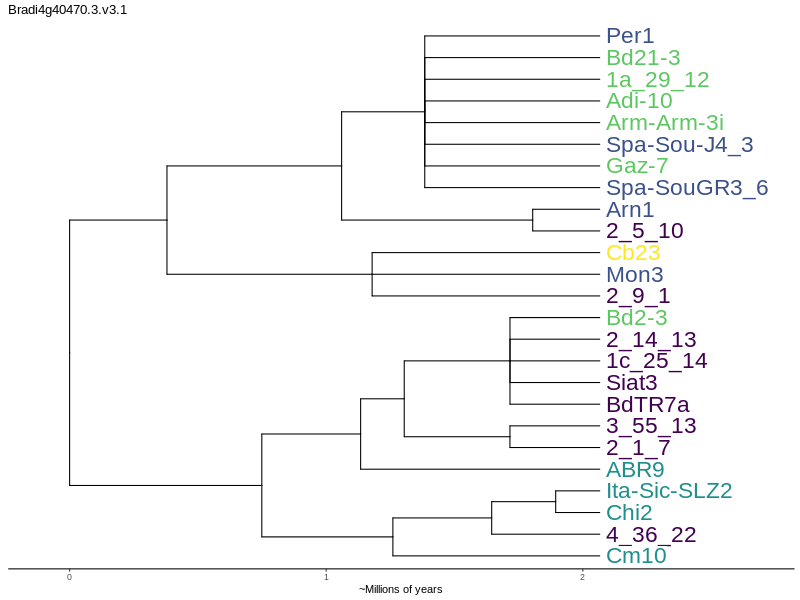 Bradi4g40470.3.v3.1
Per1
Bd21-3
1a_29_12
Adi-10
Arm-Arm-3i
Spa-Sou-J4_3
Gaz-7
Spa-SouGR3_6
Arn1
2_5_10
Cb23
Mon3
2_9_1
Bd2-3
2_14_13
1c_25_14
Siat3
BdTR7a
3_55_13
2_1_7
ABR9
Ita-Sic-SLZ2
Chi2
4_36_22
Cm10
0 1 2
~Millions of years